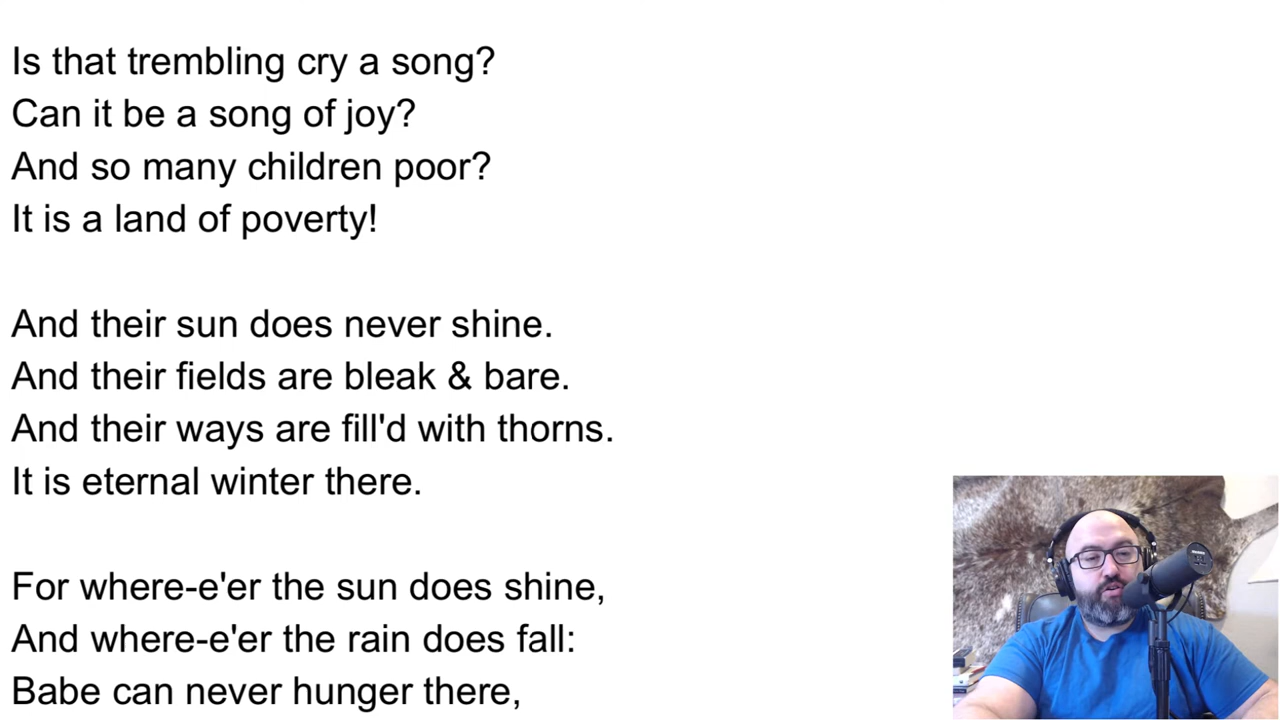 Is that trembling cry a song?
Can it be a song of joy?
And so many children poor?
It is a land of poverty!
And their sun does never shine.
And their fields are bleak & bare.
And their ways are fill'd with thorns.
It is eternal winter there.
For where-e'er the sun does shine,
And where-e'er the rain does fall:
Babe can never hunger there,